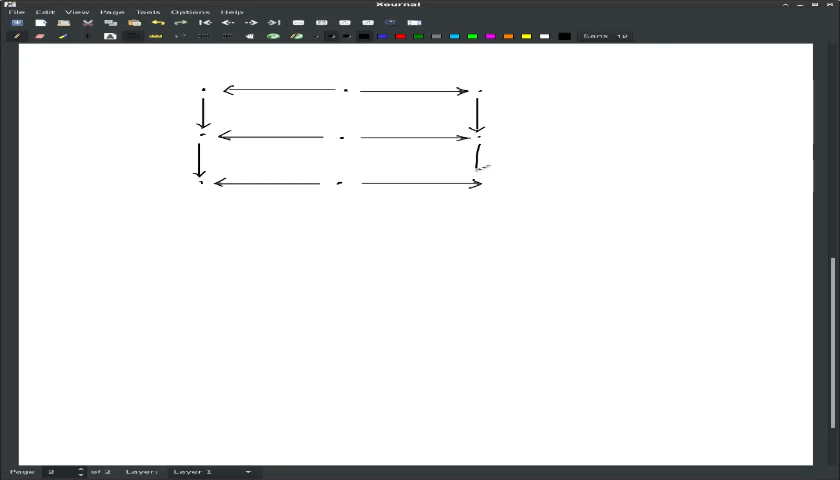 Xournal
File Edit View Page Tools Options Help
Sans 12
Page 2 of 2 Layer: Layer 1